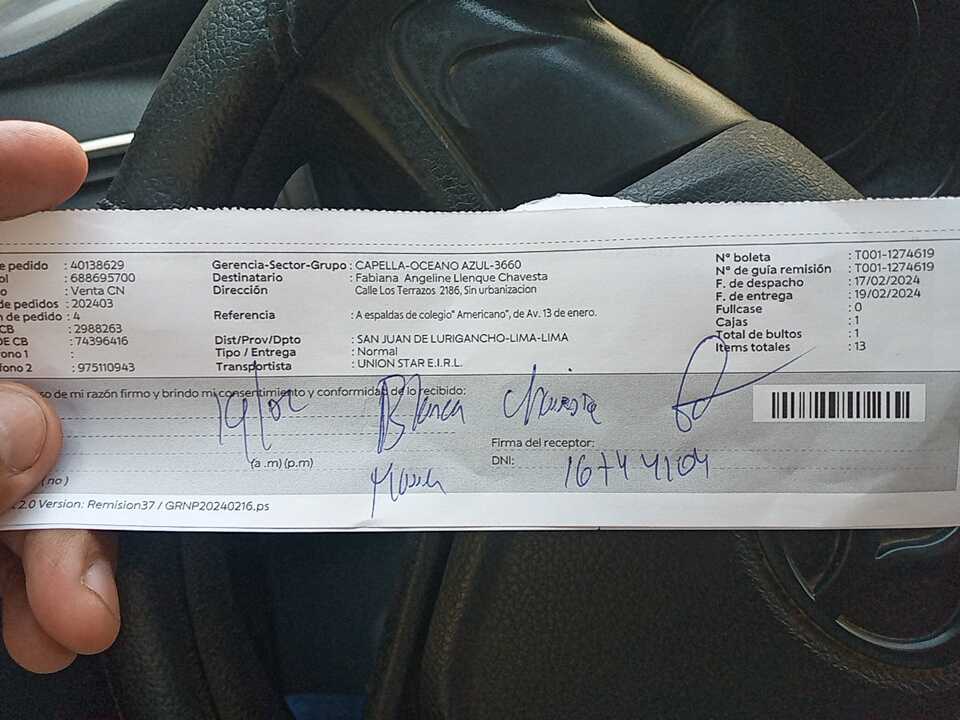 e pedido : 40138629
ol : 688695700
o : Venta CN
de pedidos : 202403
n de pedido : 4
CB : 2988263
DE CB : 74396416
fono 1 :
fono 2 : 975110943
Gerencia-Sector-Grupo : CAPELLA-OCEANO AZUL-3660
Destinatario : Fabiana Angeline Llenque Chavesta
Dirección Calle Los Terrazos 2186, Sin urbanizacion
Referencia : A espaldas de colegio" Americano", de Av. 13 de enero.
Dist/Prov/Dpto : SAN JUAN DE LURIGANCHO-LIMA-LIMA
Tipo / Entrega : Normal
Transportista : UNION STAR E.I.R.L.
N° boleta : T001-1274619
N° de guía remisión : T001-1274619
F. de despacho : 17/02/2024
F. de entrega : 19/02/2024
Fullcase : 0
Cajas : 1
Total de bultos : 1
Items totales : 13
so de mi razón firmo y brindo mi consentimiento y conformidad de lo recibido:
19/02 Blanca Chavesta
(a .m) (p.m)
Firma del receptor:
DNI: 16744104
( no )
2.0 Version: Remision37 / GRNP20240216.ps